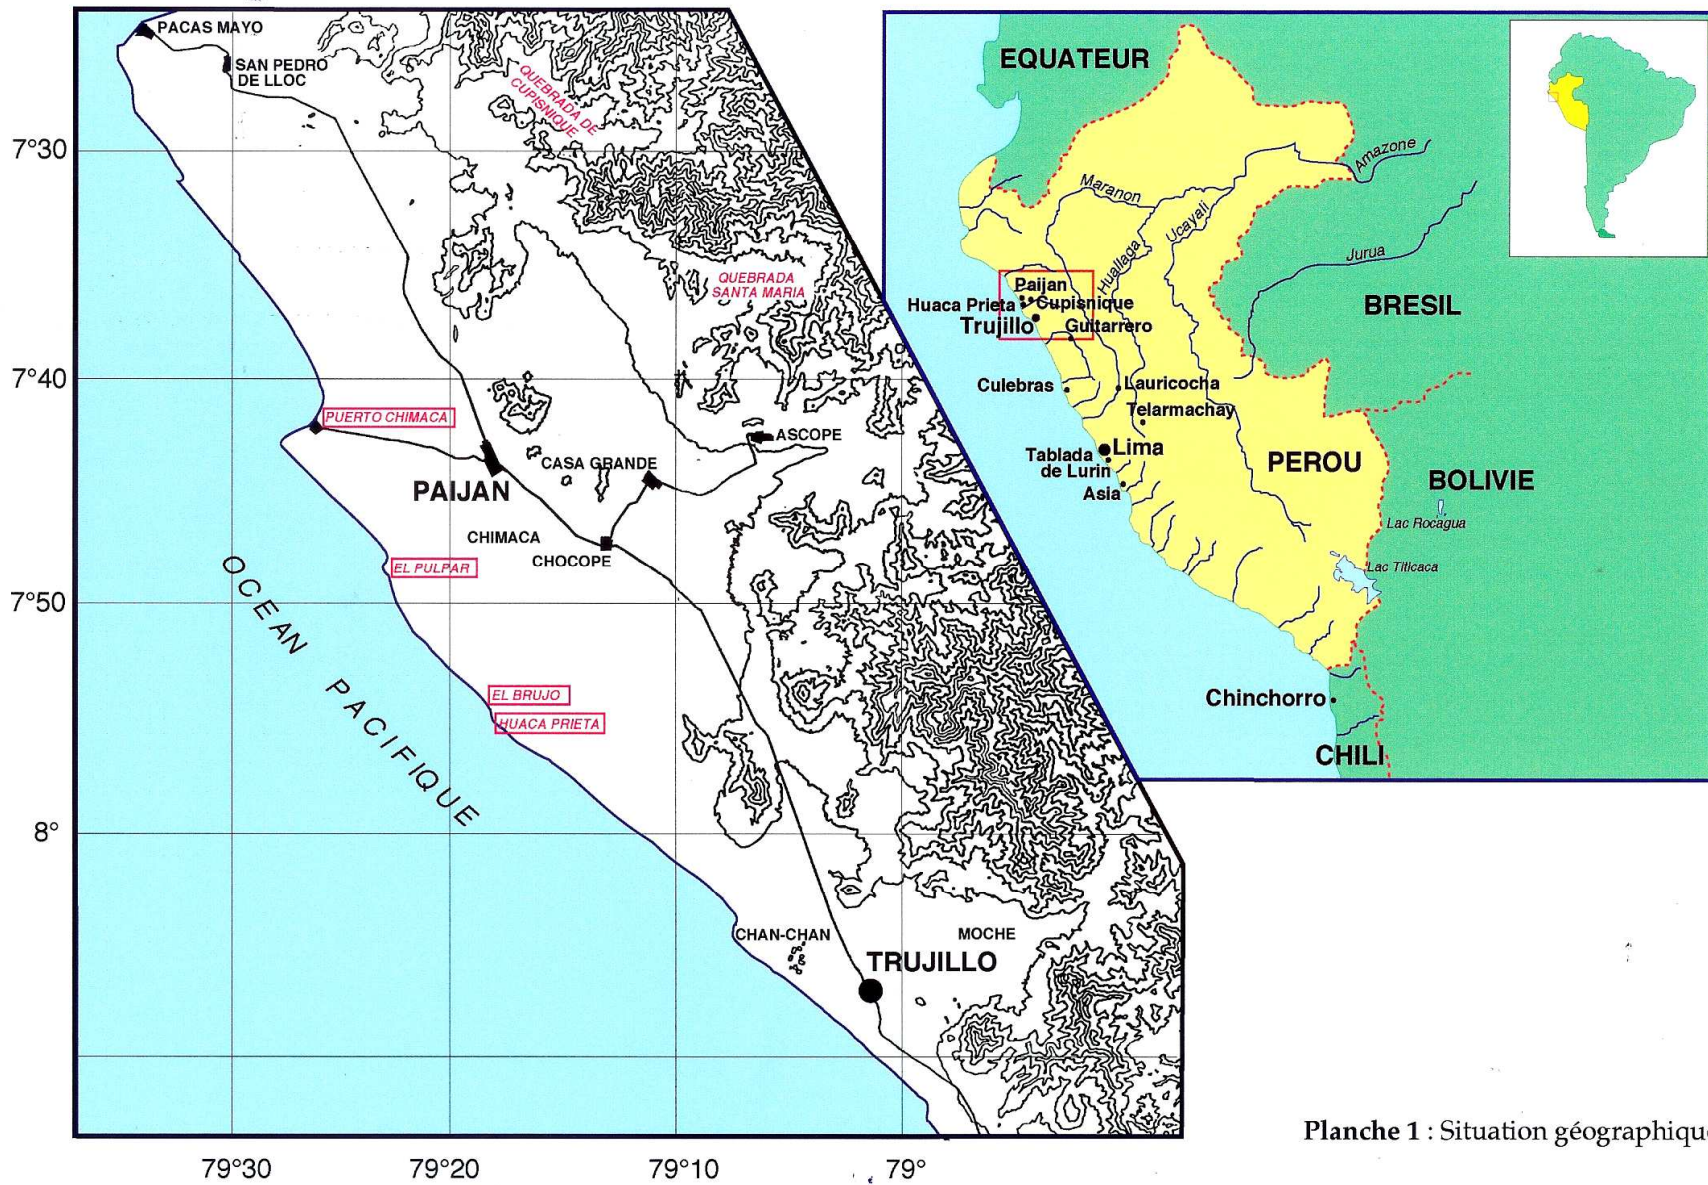 PACAS MAYO
SAN PEDRO
DE LLOC
QUEBRADA DE
CUPISNIQUE
7°30
QUEBRADA
SANTA MARIA
7°40
PUERTO CHIMACA
ASCOPE
CASA GRANDE
PAIJAN
CHIMACA
CHOCOPE
EL PULPAR
7°50
OCEAN PACIFIQUE
EL BRUJO
HUACA PRIETA
8°
CHAN-CHAN
MOCHE
TRUJILLO
79°30
79°20
79°10
79°
EQUATEUR
Amazone
Maranon
Ucayali
Huallaga
Jurua
BRESIL
Paijan
Huaca Prieta
Cupisnique
Trujillo
Guitarrero
Culebras
Lauricocha
Telarmachay
Lima
Tablada
de Lurin
PEROU
Asia
BOLIVIE
Lac Rocagua
Lac Titicaca
Chinchorro
CHILI
Planche 1 : Situation géographique